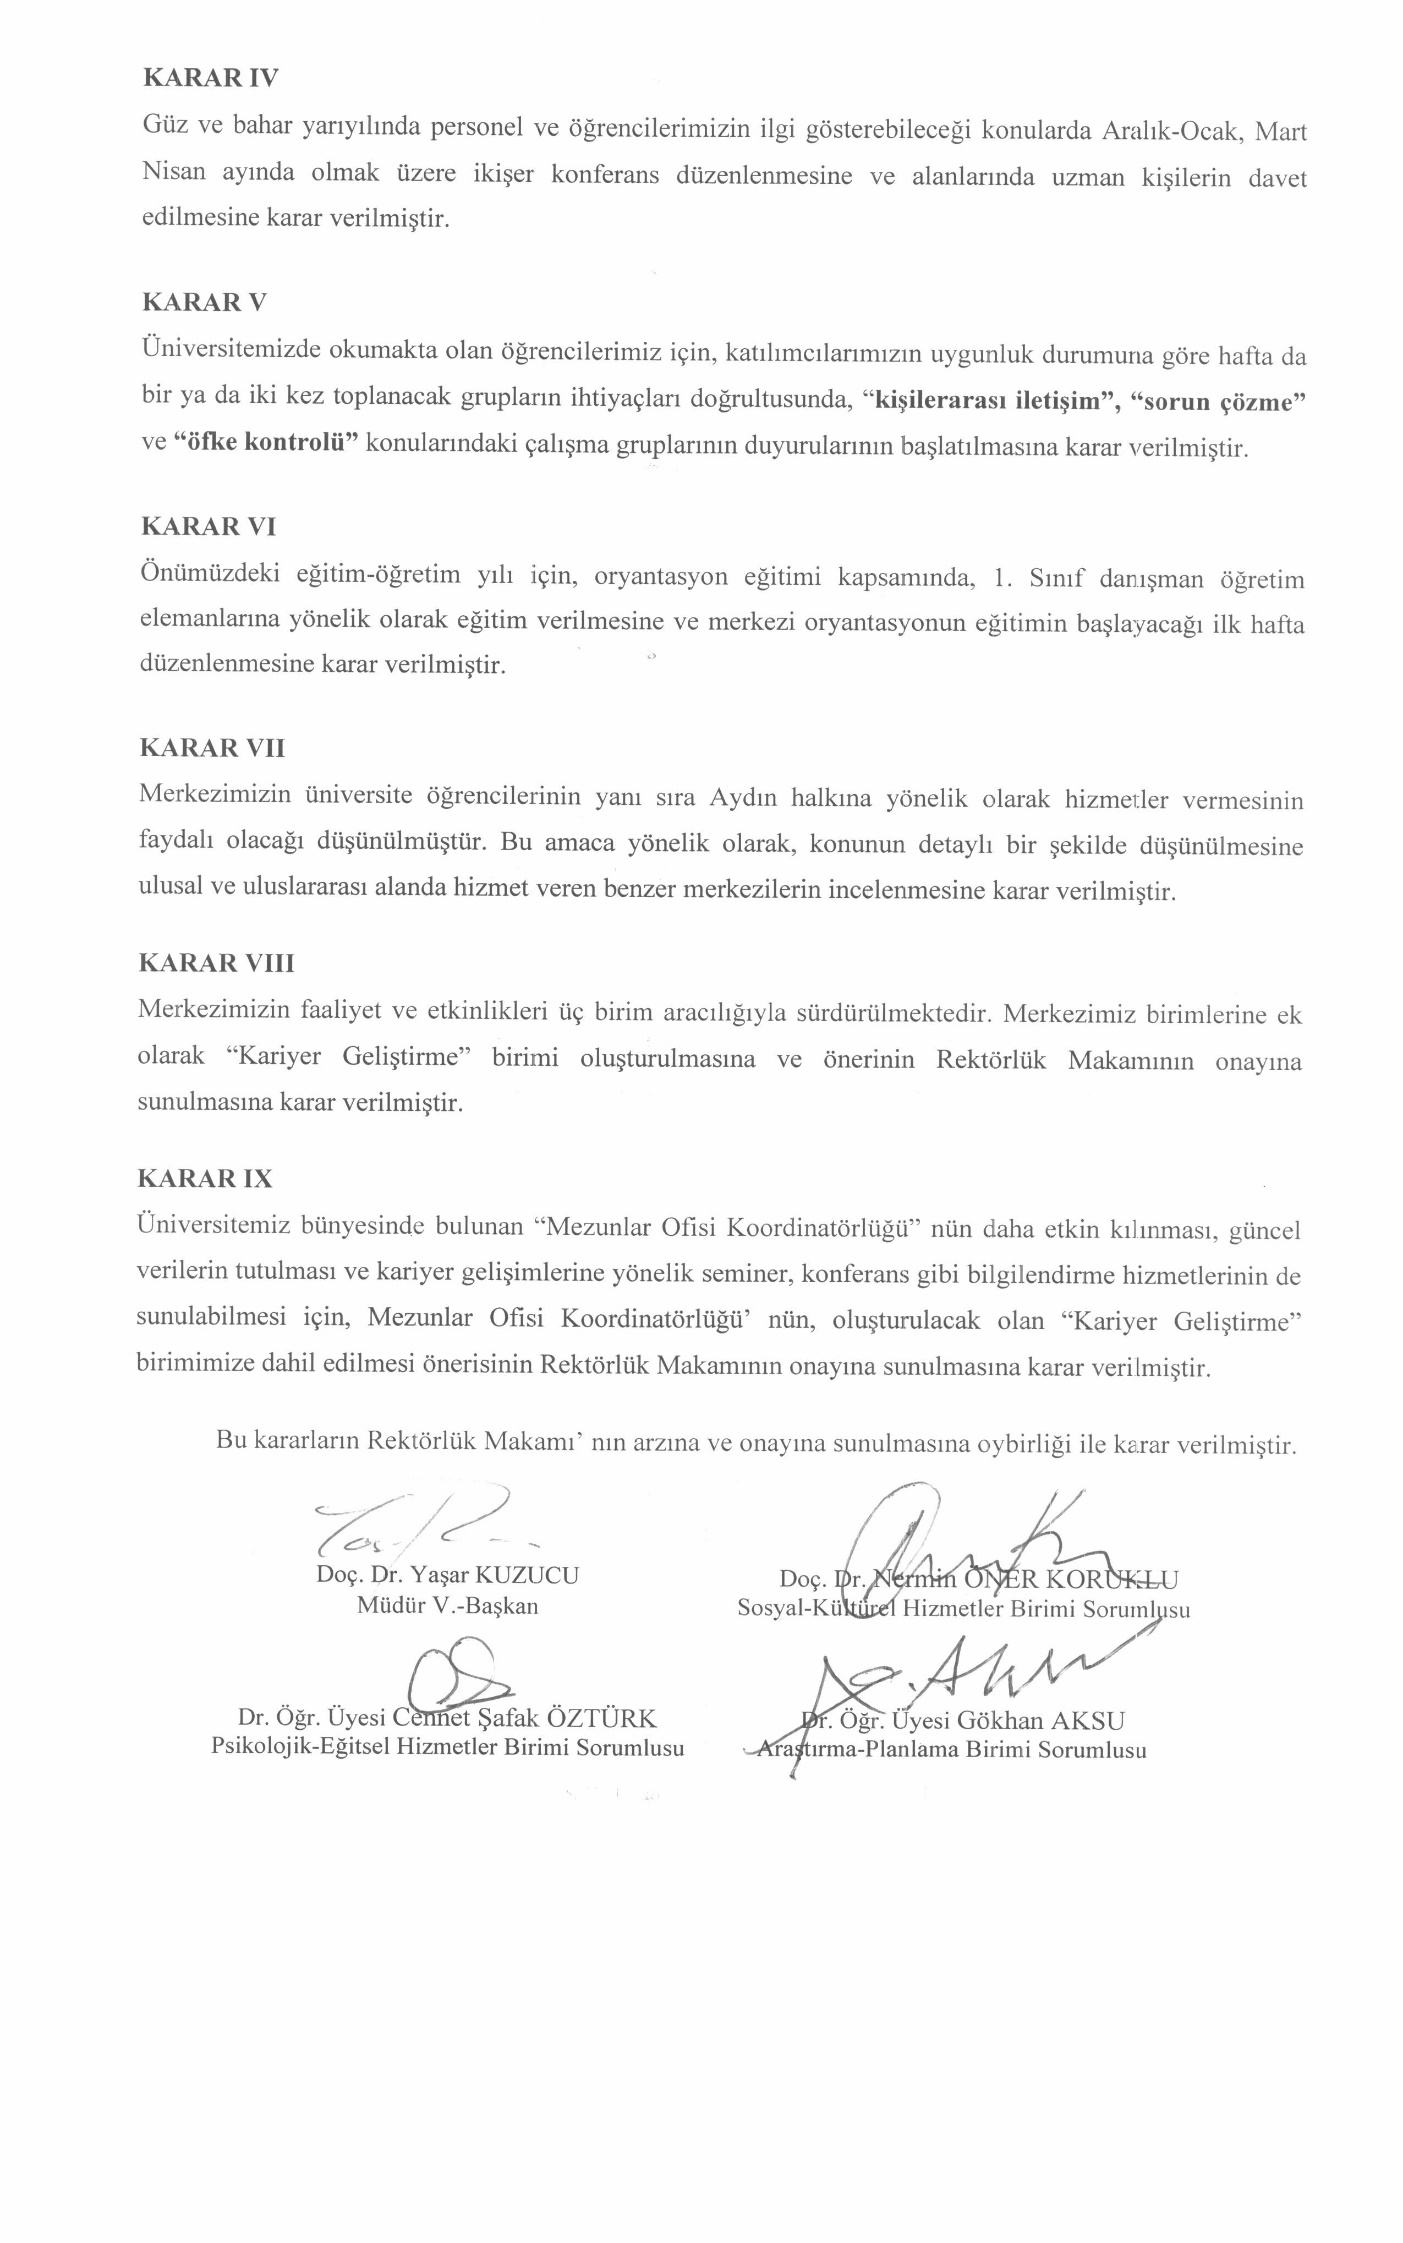 KARAR IV
Güz ve bahar yarıyılında personel ve öğrencilerimizin ilgi gösterebileceği konularda Aralık-Ocak, Mart
Nisan ayında olmak üzere ikişer konferans düzenlenmesine ve alanlarında uzman kişilerin davet
edilmesine karar verilmiştir.
KARAR V
Üniversitemizde okumakta olan öğrencilerimiz için, katılımcılarımızın uygunluk durumuna göre hafta da
bir ya da iki kez toplanacak grupların ihtiyaçları doğrultusunda, “kişilerarası iletişim”, “sorun çözme”
ve “öfke kontrolü” konularındaki çalışma gruplarının duyurularının başlatılmasına karar verilmiştir.
KARAR VI
Önümüzdeki eğitim-öğretim yılı için, oryantasyon eğitimi kapsamında, 1. Sınıf danışman öğretim
elemanlarına yönelik olarak eğitim verilmesine ve merkezi oryantasyonun eğitimin başlayacağı ilk hafta
düzenlenmesine karar verilmiştir.
KARAR VII
Merkezimizin üniversite öğrencilerinin yanı sıra Aydın halkına yönelik olarak hizmetler vermesinin
faydalı olacağı düşünülmüştür. Bu amaca yönelik olarak, konunun detaylı bir şekilde düşünülmesine
ulusal ve uluslararası alanda hizmet veren benzer merkezilerin incelenmesine karar verilmiştir.
KARAR VIII
Merkezimizin faaliyet ve etkinlikleri üç birim aracılığıyla sürdürülmektedir. Merkezimiz birimlerine ek
olarak “Kariyer Geliştirme” birimi oluşturulmasına ve önerinin Rektörlük Makamının onayına
sunulmasına karar verilmiştir.
KARAR IX
Üniversitemiz bünyesinde bulunan “Mezunlar Ofisi Koordinatörlüğü” nün daha etkin kılınması, güncel
verilerin tutulması ve kariyer gelişimlerine yönelik seminer, konferans gibi bilgilendirme hizmetlerinin de
sunulabilmesi için, Mezunlar Ofisi Koordinatörlüğü’ nün, oluşturulacak olan “Kariyer Geliştirme”
birimimize dahil edilmesi önerisinin Rektörlük Makamının onayına sunulmasına karar verilmiştir.
Bu kararların Rektörlük Makamı’ nın arzına ve onayına sunulmasına oybirliği ile karar verilmiştir.
Doç. Dr. Yaşar KUZUCU
Müdür V.-Başkan
Doç. Dr. Nermin ÖNER KORUKLU
Sosyal-Kültürel Hizmetler Birimi Sorumlusu
Dr. Öğr. Üyesi Cennet Şafak ÖZTÜRK
Psikolojik-Eğitsel Hizmetler Birimi Sorumlusu
Dr. Öğr. Üyesi Gökhan AKSU
Araştırma-Planlama Birimi Sorumlusu